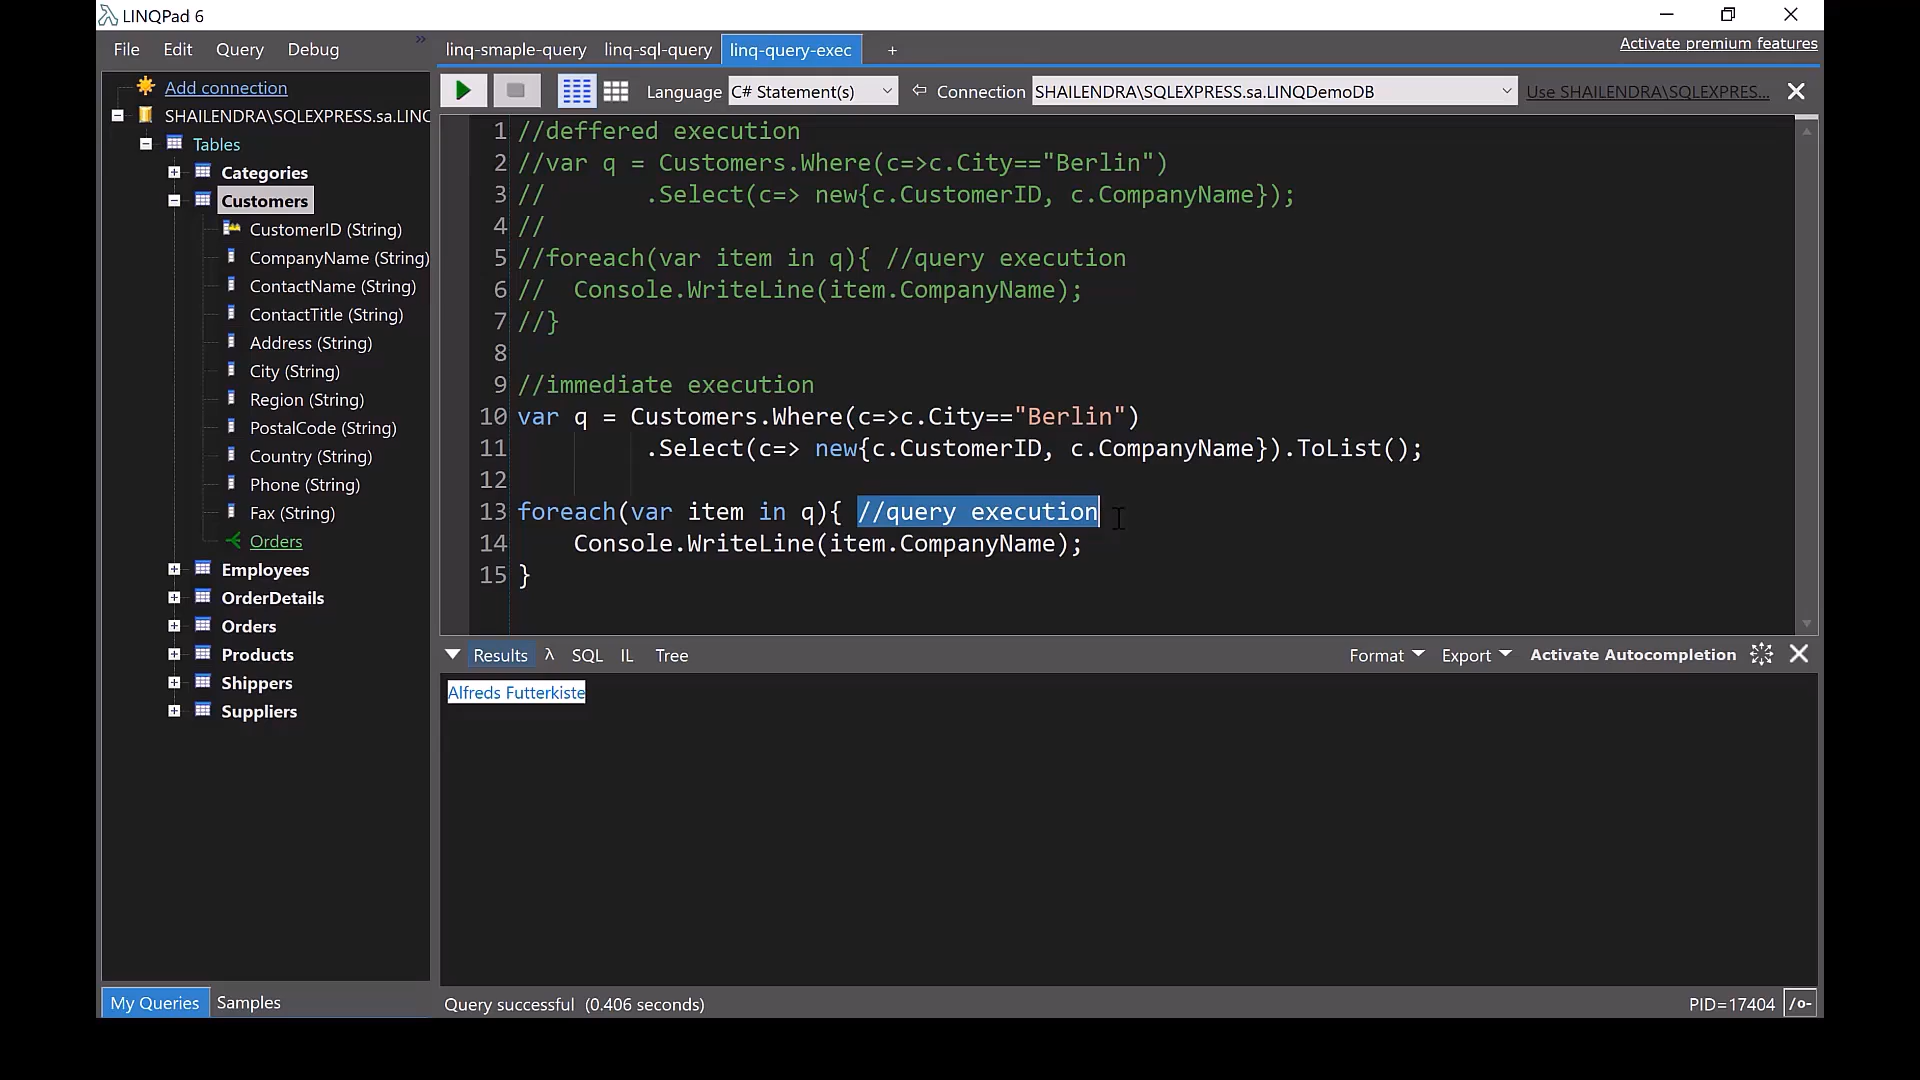 LINQPad 6
File Edit Query Debug »
linq-smaple-query linq-sql-query linq-query-exec +
Activate premium features
Language C# Statement(s) Connection SHAILENDRA\SQLEXPRESS.sa.LINQDemoDB Use SHAILENDRA\SQLEXPRES...
Add connection
SHAILENDRA\SQLEXPRESS.sa.LINC
Tables
Categories
Customers
CustomerID (String)
CompanyName (String)
ContactName (String)
ContactTitle (String)
Address (String)
City (String)
Region (String)
PostalCode (String)
Country (String)
Phone (String)
Fax (String)
Orders
Employees
OrderDetails
Orders
Products
Shippers
Suppliers
My Queries Samples
1 //deffered execution
2 //var q = Customers.Where(c=>c.City=="Berlin")
3 //       .Select(c=> new{c.CustomerID, c.CompanyName});
4 //
5 //foreach(var item in q){ //query execution
6 //  Console.WriteLine(item.CompanyName);
7 //}
8
9 //immediate execution
10 var q = Customers.Where(c=>c.City=="Berlin")
11 .Select(c=> new{c.CustomerID, c.CompanyName}).ToList();
12
13 foreach(var item in q){ //query execution
14 Console.WriteLine(item.CompanyName);
15 }
Results λ SQL IL Tree
Format Export Activate Autocompletion
Alfreds Futterkiste
Query successful (0.406 seconds)
PID=17404 /o-